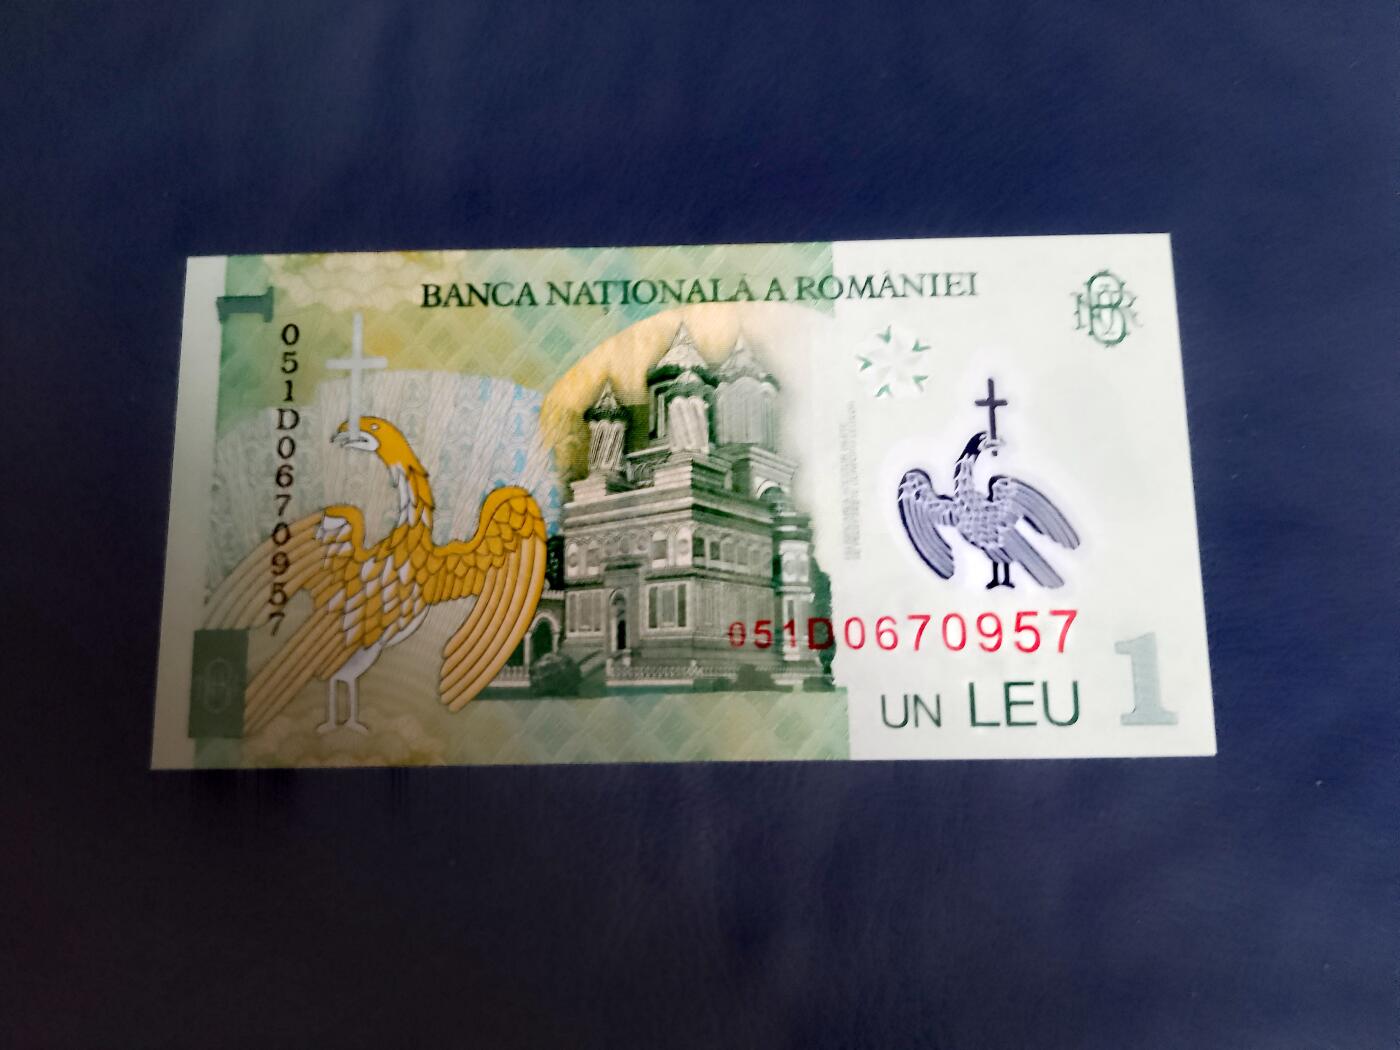 BANCA NAȚIONALĂ A ROMÂNIEI
1
051D0670957
051D0670957
UN LEU
1